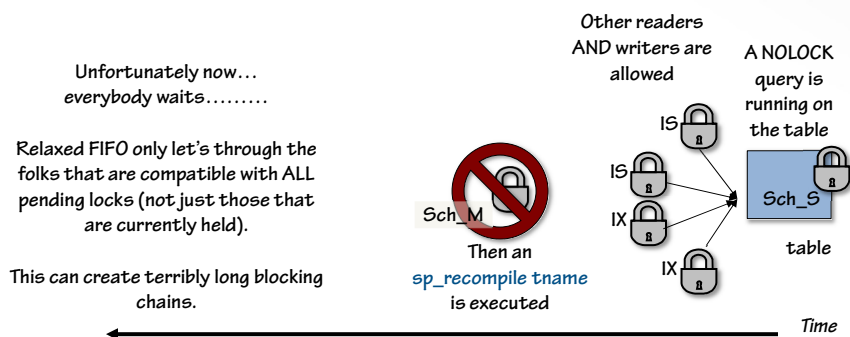 Unfortunately now...
everybody waits.........
Relaxed FIFO only let's through the
folks that are compatible with ALL
pending locks (not just those that
are currently held).
This can create terribly long blocking
chains.
Sch_M
Then an
sp_recompile tname
is executed
Other readers
AND writers are
allowed
IS
IS
IX
IX
A NOLOCK
query is
running on
the table
Sch_S
table
Time